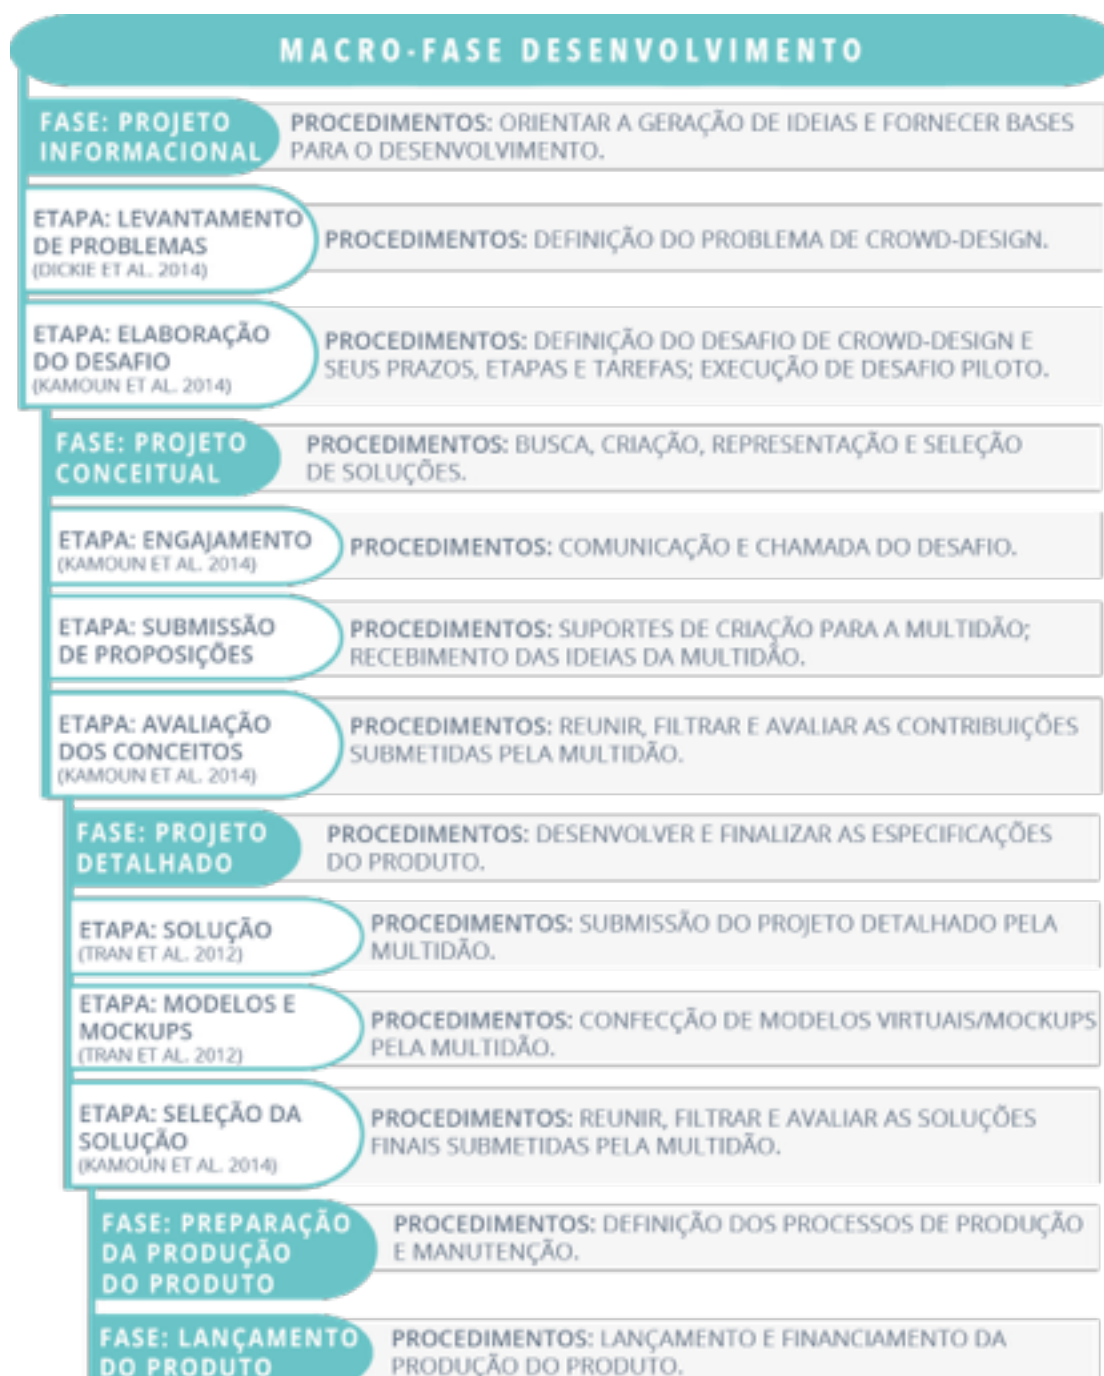 MACRO-FASE DESENVOLVIMENTO
FASE: PROJETO
INFORMACIONAL
PROCEDIMENTOS: ORIENTAR A GERAÇÃO DE IDEIAS E FORNECER BASES
PARA O DESENVOLVIMENTO.
ETAPA: LEVANTAMENTO
DE PROBLEMAS
(DICKIE ET AL. 2014)
PROCEDIMENTOS: DEFINIÇÃO DO PROBLEMA DE CROWD-DESIGN.
ETAPA: ELABORAÇÃO
DO DESAFIO
(KAMOUN ET AL. 2014)
PROCEDIMENTOS: DEFINIÇÃO DO DESAFIO DE CROWD-DESIGN E
SEUS PRAZOS, ETAPAS E TAREFAS; EXECUÇÃO DE DESAFIO PILOTO.
FASE: PROJETO
CONCEITUAL
PROCEDIMENTOS: BUSCA, CRIAÇÃO, REPRESENTAÇÃO E SELEÇÃO
DE SOLUÇÕES.
ETAPA: ENGAJAMENTO
(KAMOUN ET AL. 2014)
PROCEDIMENTOS: COMUNICAÇÃO E CHAMADA DO DESAFIO.
ETAPA: SUBMISSÃO
DE PROPOSIÇÕES
PROCEDIMENTOS: SUPORTES DE CRIAÇÃO PARA A MULTIDÃO;
RECEBIMENTO DAS IDEIAS DA MULTIDÃO.
ETAPA: AVALIAÇÃO
DOS CONCEITOS
(KAMOUN ET AL. 2014)
PROCEDIMENTOS: REUNIR, FILTRAR E AVALIAR AS CONTRIBUIÇÕES
SUBMETIDAS PELA MULTIDÃO.
FASE: PROJETO
DETALHADO
PROCEDIMENTOS: DESENVOLVER E FINALIZAR AS ESPECIFICAÇÕES
DO PRODUTO.
ETAPA: SOLUÇÃO
(TRAN ET AL. 2012)
PROCEDIMENTOS: SUBMISSÃO DO PROJETO DETALHADO PELA
MULTIDÃO.
ETAPA: MODELOS E
MOCKUPS
(TRAN ET AL. 2012)
PROCEDIMENTOS: CONFECÇÃO DE MODELOS VIRTUAIS/MOCKUPS
PELA MULTIDÃO.
ETAPA: SELEÇÃO DA
SOLUÇÃO
(KAMOUN ET AL. 2014)
PROCEDIMENTOS: REUNIR, FILTRAR E AVALIAR AS SOLUÇÕES
FINAIS SUBMETIDAS PELA MULTIDÃO.
FASE: PREPARAÇÃO
DA PRODUÇÃO
DO PRODUTO
PROCEDIMENTOS: DEFINIÇÃO DOS PROCESSOS DE PRODUÇÃO
E MANUTENÇÃO.
FASE: LANÇAMENTO
DO PRODUTO
PROCEDIMENTOS: LANÇAMENTO E FINANCIAMENTO DA
PRODUÇÃO DO PRODUTO.